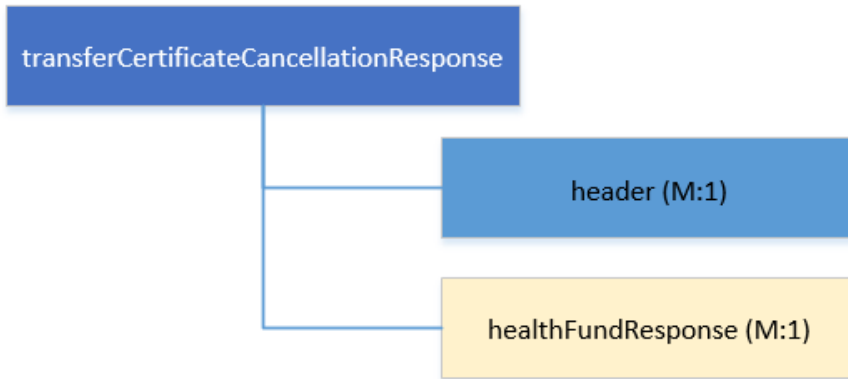 transferCertificateCancellationResponse
header (M:1)
healthFundResponse (M:1)